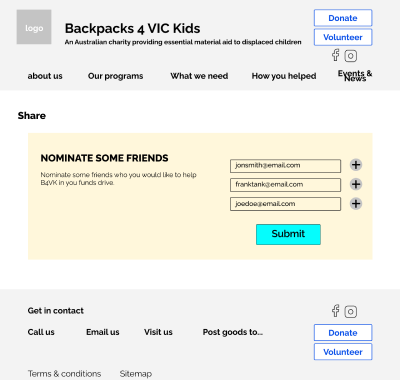 logo
Backpacks 4 VIC Kids
An Australian charity providing essential material aid to displaced children
Donate
Volunteer
about us
Our programs
What we need
How you helped
Events &
News
Share
NOMINATE SOME FRIENDS
Nominate some friends who you would like to help
B4VK in you funds drive.
jonsmith@email.com
franktank@email.com
joedoe@email.com
Submit
Get in contact
Call us
Email us
Visit us
Post goods to...
Donate
Volunteer
Terms & conditions
Sitemap